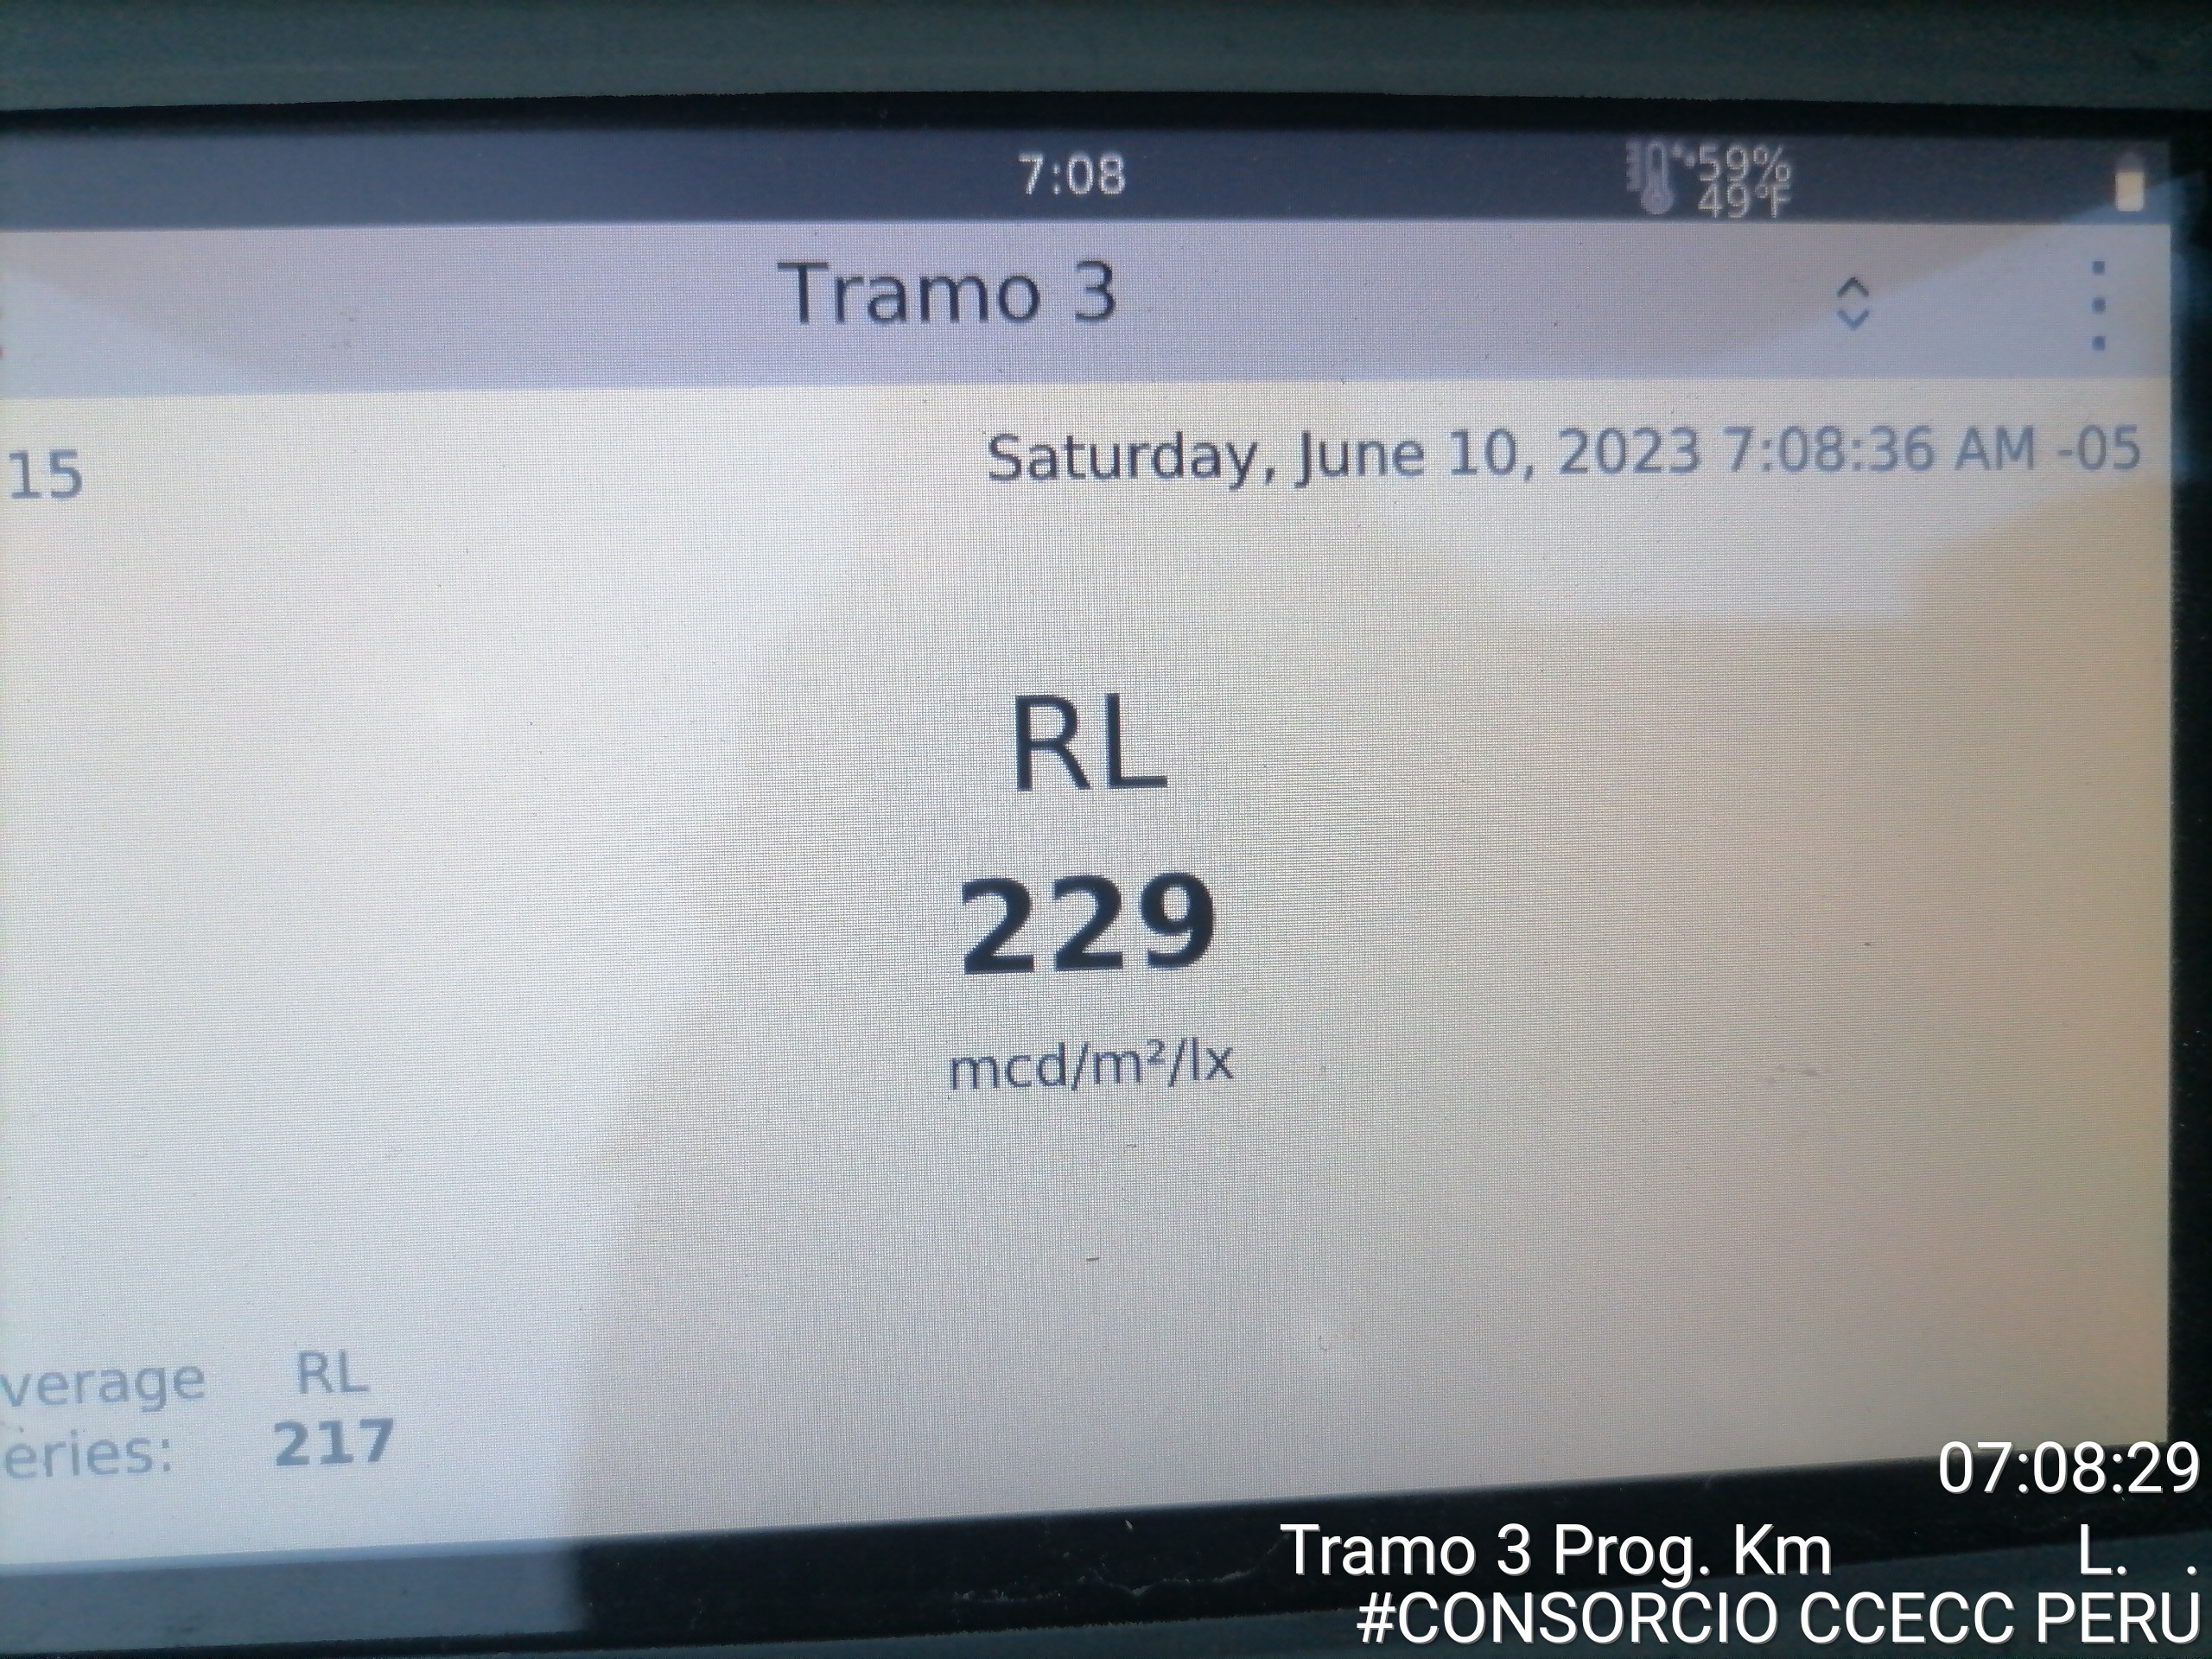 7:08
59%
49°F
Tramo 3
15
Saturday, June 10, 2023 7:08:36 AM -05
RL
229
mcd/m²/lx
verage RL
eries: 217
07:08:29
Tramo 3 Prog. Km L. .
#CONSORCIO CCECC PERU